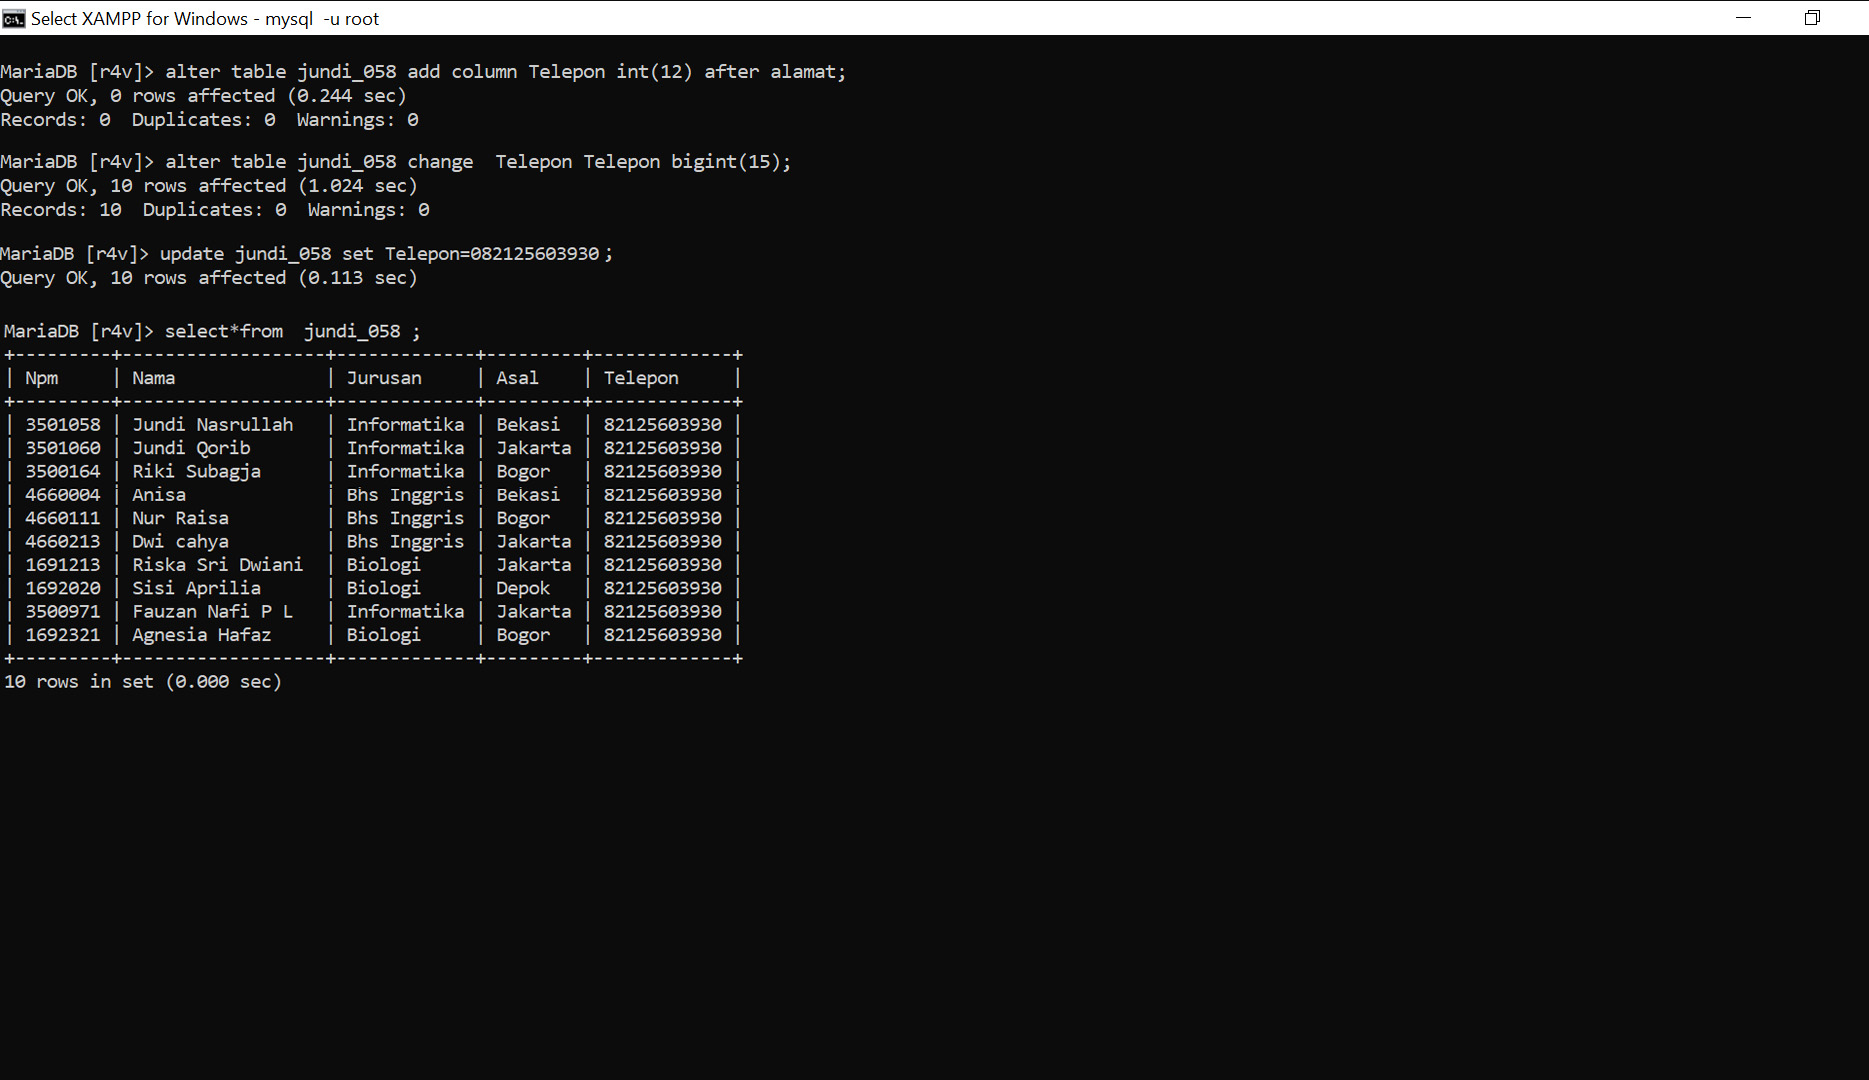 Select XAMPP for Windows - mysql  -u root
MariaDB [r4v]> alter table jundi_058 add column Telepon int(12) after alamat;
Query OK, 0 rows affected (0.244 sec)
Records: 0  Duplicates: 0  Warnings: 0
MariaDB [r4v]> alter table jundi_058 change  Telepon Telepon bigint(15);
Query OK, 10 rows affected (1.024 sec)
Records: 10  Duplicates: 0  Warnings: 0
MariaDB [r4v]> update jundi_058 set Telepon=082125603930;
Query OK, 10 rows affected (0.113 sec)
MariaDB [r4v]> select*from  jundi_058 ;
+---------+-------------------+-------------+---------+-------------+
| Npm     | Nama              | Jurusan     | Asal    | Telepon     |
+---------+-------------------+-------------+---------+-------------+
| 3501058 | Jundi Nasrullah   | Informatika | Bekasi  | 82125603930 |
| 3501060 | Jundi Qorib       | Informatika | Jakarta | 82125603930 |
| 3500164 | Riki Subagja      | Informatika | Bogor   | 82125603930 |
| 4660004 | Anisa             | Bhs Inggris | Bekasi  | 82125603930 |
| 4660111 | Nur Raisa         | Bhs Inggris | Bogor   | 82125603930 |
| 4660213 | Dwi cahya         | Bhs Inggris | Jakarta | 82125603930 |
| 1691213 | Riska Sri Dwiani  | Biologi     | Jakarta | 82125603930 |
| 1692020 | Sisi Aprilia      | Biologi     | Depok   | 82125603930 |
| 3500971 | Fauzan Nafi P L   | Informatika | Jakarta | 82125603930 |
| 1692321 | Agnesia Hafaz     | Biologi     | Bogor   | 82125603930 |
+---------+-------------------+-------------+---------+-------------+
10 rows in set (0.000 sec)